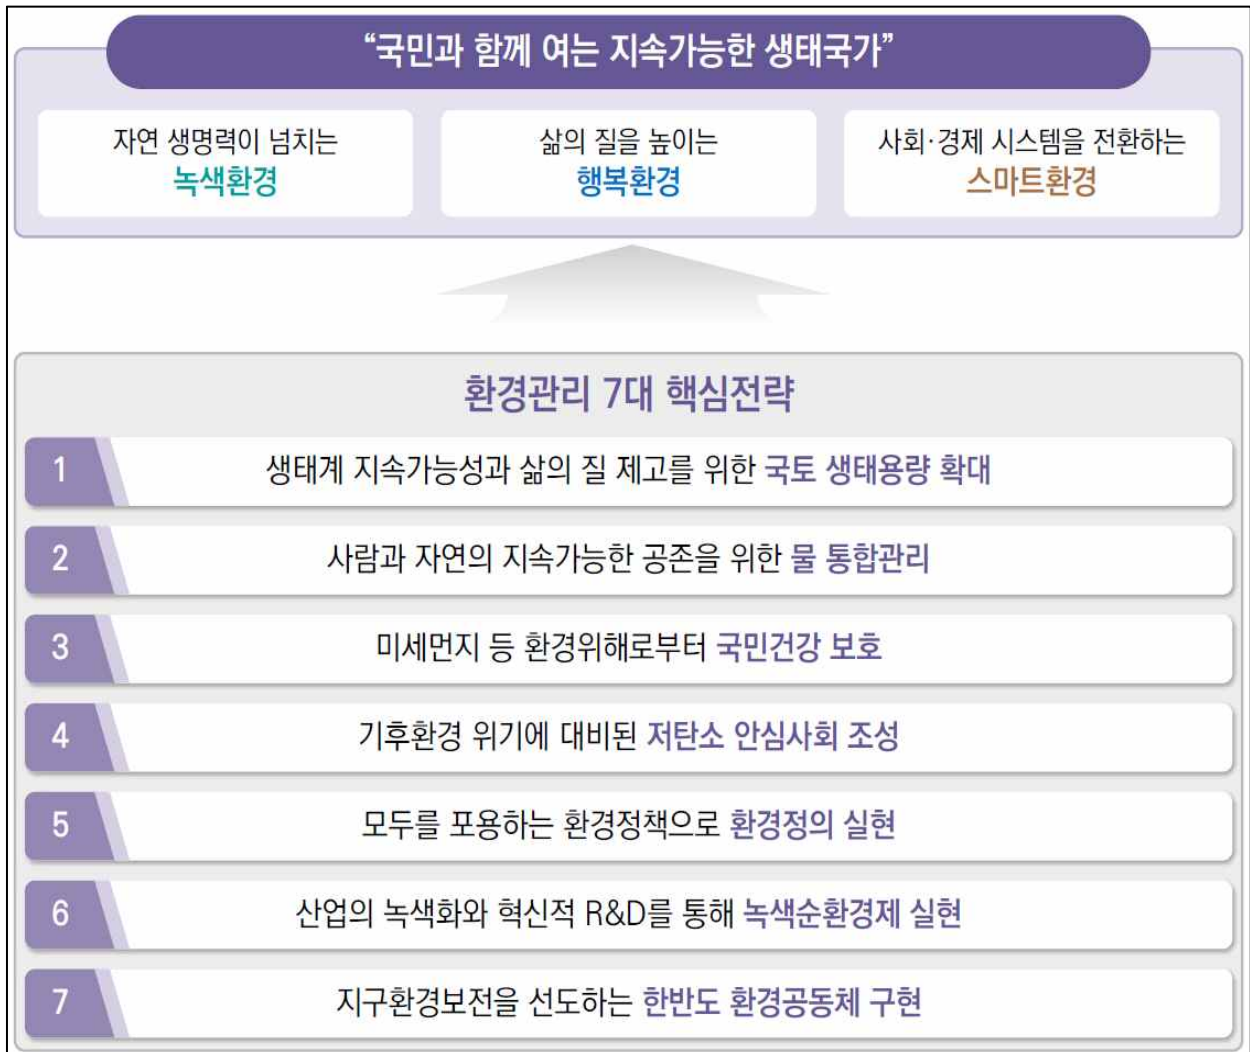 “국민과 함께 여는 지속가능한 생태국가”
자연 생명력이 넘치는
녹색환경
삶의 질을 높이는
행복환경
사회·경제 시스템을 전환하는
스마트환경
환경관리 7대 핵심전략
1 생태계 지속가능성과 삶의 질 제고를 위한 국토 생태용량 확대
2 사람과 자연의 지속가능한 공존을 위한 물 통합관리
3 미세먼지 등 환경위해로부터 국민건강 보호
4 기후환경 위기에 대비된 저탄소 안심사회 조성
5 모두를 포용하는 환경정책으로 환경정의 실현
6 산업의 녹색화와 혁신적 R&D를 통해 녹색순환경제 실현
7 지구환경보전을 선도하는 한반도 환경공동체 구현